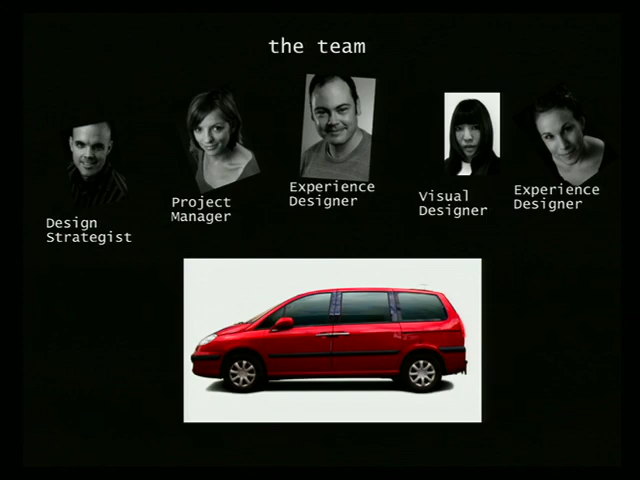 the team
Design
Strategist
Project
Manager
Experience
Designer
Visual
Designer
Experience
Designer